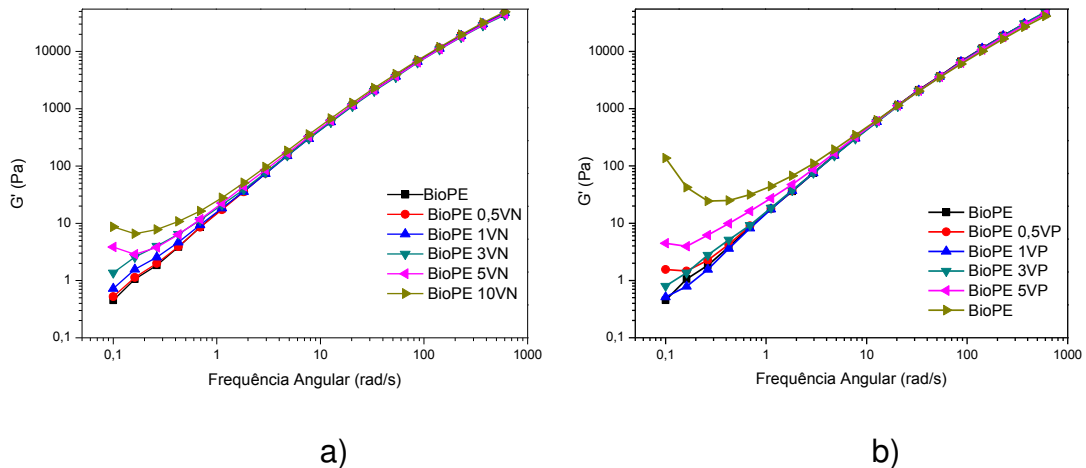 10000
1000
100
10
1
0,1
G' (Pa)
0,1 1 10 100 1000
Frequência Angular (rad/s)
BioPE
BioPE 0,5VN
BioPE 1VN
BioPE 3VN
BioPE 5VN
BioPE 10VN
a)
10000
1000
100
10
1
0,1
G' (Pa)
0,1 1 10 100 1000
Frequência Angular (rad/s)
BioPE
BioPE 0,5VP
BioPE 1VP
BioPE 3VP
BioPE 5VP
BioPE
b)